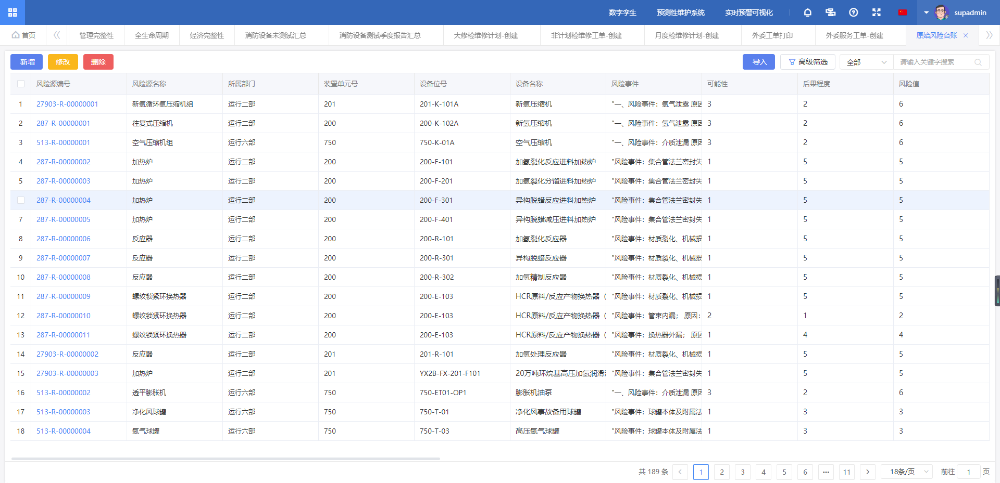 数字孪生 预测性维护系统 实时预警可视化 supadmin
首页 管理完整性 全生命周期 经济完整性 消防设备未测试汇总 消防设备测试季度报告汇总 大修检维修计划-创建 非计划检维修工单-创建 月度检维修计划-创建 外委工单打印 外委服务工单-创建 原始风险台账
新增 修改 删除 导入 高级筛选 全部 请输入关键字搜索
风险源编号 风险源名称 所属部门 装置单元号 设备位号 设备名称 风险事件 可能性 后果程度 风险值
1 27903-R-00000001 新氢循环氢压缩机组 运行二部 201 201-K-101A 新氢压缩机 "一、风险事件：氢气泄露 原因 3 2 6
2 287-R-00000001 往复式压缩机 运行二部 200 200-K-102A 新氢压缩机 "一、风险事件：氢气泄露 原因 3 2 6
3 513-R-00000001 空气压缩机组 运行六部 750 750-K-01A 空气压缩机 "一、风险事件：介质泄漏 原因 3 2 6
4 287-R-00000002 加热炉 运行二部 200 200-F-101 加氢裂化反应进料加热炉 "风险事件：集合管法兰密封失 1 5 5
5 287-R-00000003 加热炉 运行二部 200 200-F-201 加氢裂化分馏进料加热炉 "风险事件：集合管法兰密封失 1 5 5
287-R-00000004 加热炉 运行二部 200 200-F-301 异构脱蜡反应进料加热炉 "风险事件：集合管法兰密封失 1 5 5
7 287-R-00000005 加热炉 运行二部 200 200-F-401 异构脱蜡减压进料加热炉 "风险事件：集合管法兰密封失 1 5 5
8 287-R-00000006 反应器 运行二部 200 200-R-101 加氢裂化反应器 "风险事件：材质裂化、机械损 1 5 5
9 287-R-00000007 反应器 运行二部 200 200-R-301 异构脱蜡反应器 "风险事件：材质裂化、机械损 1 5 5
10 287-R-00000008 反应器 运行二部 200 200-R-302 加氢精制反应器 "风险事件：材质裂化、机械损 1 5 5
11 287-R-00000009 螺纹锁紧环换热器 运行二部 200 200-E-103 HCR原料/反应产物换热器（ "风险事件：材质裂化、机械损 1 5 5
12 287-R-00000010 螺纹锁紧环换热器 运行二部 200 200-E-103 HCR原料/反应产物换热器（ "风险事件：管束内漏； 原因： 2 1 2
13 287-R-00000011 螺纹锁紧环换热器 运行二部 200 200-E-103 HCR原料/反应产物换热器（ "风险事件：换热器外漏； 原因 1 4 4
14 27903-R-00000002 反应器 运行二部 201 201-R-101 加氢处理反应器 "风险事件：材质裂化、机械损 1 5 5
15 27903-R-00000003 加热炉 运行二部 201 YX2B-FX-201-F101 20万吨环烷基高压加氢润滑 "风险事件：集合管法兰密封失 1 5 5
16 513-R-00000002 透平膨胀机 运行六部 750 750-ET01-OP1 膨胀机油泵 "一、风险事件：介质泄漏 原因 3 2 6
17 513-R-00000003 净化风球罐 运行六部 750 750-T-01 净化风事故备用球罐 "风险事件：球罐本体及附属法 1 3 3
18 513-R-00000004 氮气球罐 运行六部 750 750-T-03 高压氮气球罐 "风险事件：球罐本体及附属法 1 3 3
共 189 条 1 2 3 4 5 6 ••• 11 18条/页 前往 1 页